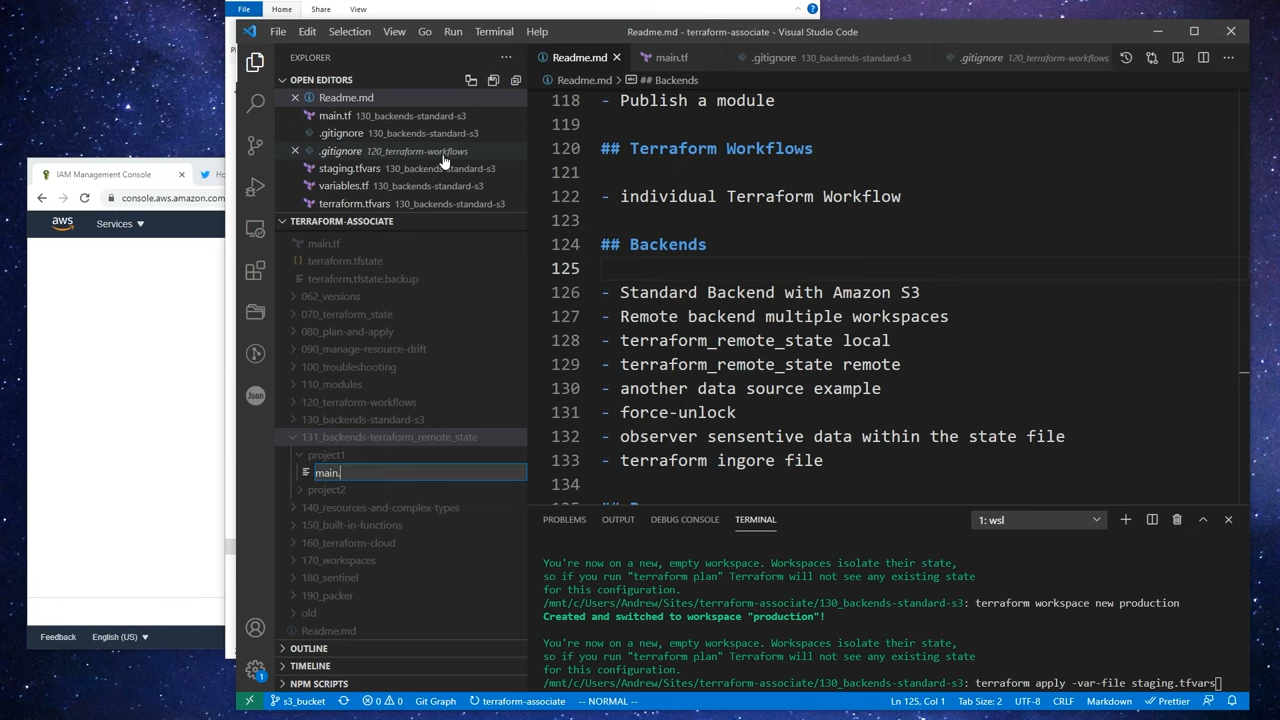 File Home Share View
File Edit Selection View Go Run Terminal Help
Readme.md - terraform-associate - Visual Studio Code
EXPLORER
Readme.md main.tf .gitignore 130_backends-standard-s3 .gitignore 120_terraform-workflows
Readme.md > ## Backends
OPEN EDITORS
Readme.md
main.tf 130_backends-standard-s3
.gitignore 130_backends-standard-s3
.gitignore 120_terraform-workflows
staging.tfvars 130_backends-standard-s3
variables.tf 130_backends-standard-s3
terraform.tfvars 130_backends-standard-s3
TERRAFORM-ASSOCIATE
main.tf
terraform.tfstate
terraform.tfstate.backup
062_versions
070_terraform_state
080_plan-and-apply
090_manage-resource-drift
100_troubleshooting
110_modules
120_terraform-workflows
130_backends-standard-s3
131_backends-terraform_remote_state
project1
main.
project2
140_resources-and-complex-types
150_built-in-functions
160_terraform-cloud
170_workspaces
180_sentinel
190_packer
old
Readme.md
OUTLINE
TIMELINE
NPM SCRIPTS
118 - Publish a module
119
120 ## Terraform Workflows
121
122 - individual Terraform Workflow
123
124 ## Backends
125
126 - Standard Backend with Amazon S3
127 - Remote backend multiple workspaces
128 - terraform_remote_state local
129 - terraform_remote_state remote
130 - another data source example
131 - force-unlock
132 - observer sensentive data within the state file
133 - terraform ingore file
134
PROBLEMS OUTPUT DEBUG CONSOLE TERMINAL 1: wsl
You're now on a new, empty workspace. Workspaces isolate their state,
so if you run "terraform plan" Terraform will not see any existing state
for this configuration.
/mnt/c/Users/Andrew/Sites/terraform-associate/130_backends-standard-s3: terraform workspace new production
Created and switched to workspace "production"!
You're now on a new, empty workspace. Workspaces isolate their state,
so if you run "terraform plan" Terraform will not see any existing state
for this configuration.
/mnt/c/Users/Andrew/Sites/terraform-associate/130_backends-standard-s3: terraform apply -var-file staging.tfvars
s3_bucket 0 0 Git Graph terraform-associate -- NORMAL -- Ln 125, Col 1 Tab Size: 2 UTF-8 CRLF Markdown Prettier
IAM Management Console
console.aws.amazon.com
aws Services
Feedback English (US)
Json
1